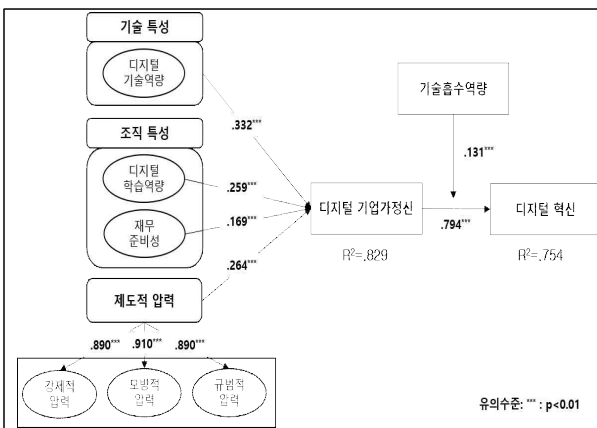 기술 특성
디지털
기술역량
기술흡수역량
.332***
조직 특성
.131***
디지털
학습역량
.259***
디지털 기업가정신
.794***
디지털 혁신
재무
준비성
.169***
R²=.829
R²=.754
.264***
제도적 압력
.890***
.910***
.890***
강제적
압력
모방적
압력
규범적
압력
유의수준: *** : p<0.01